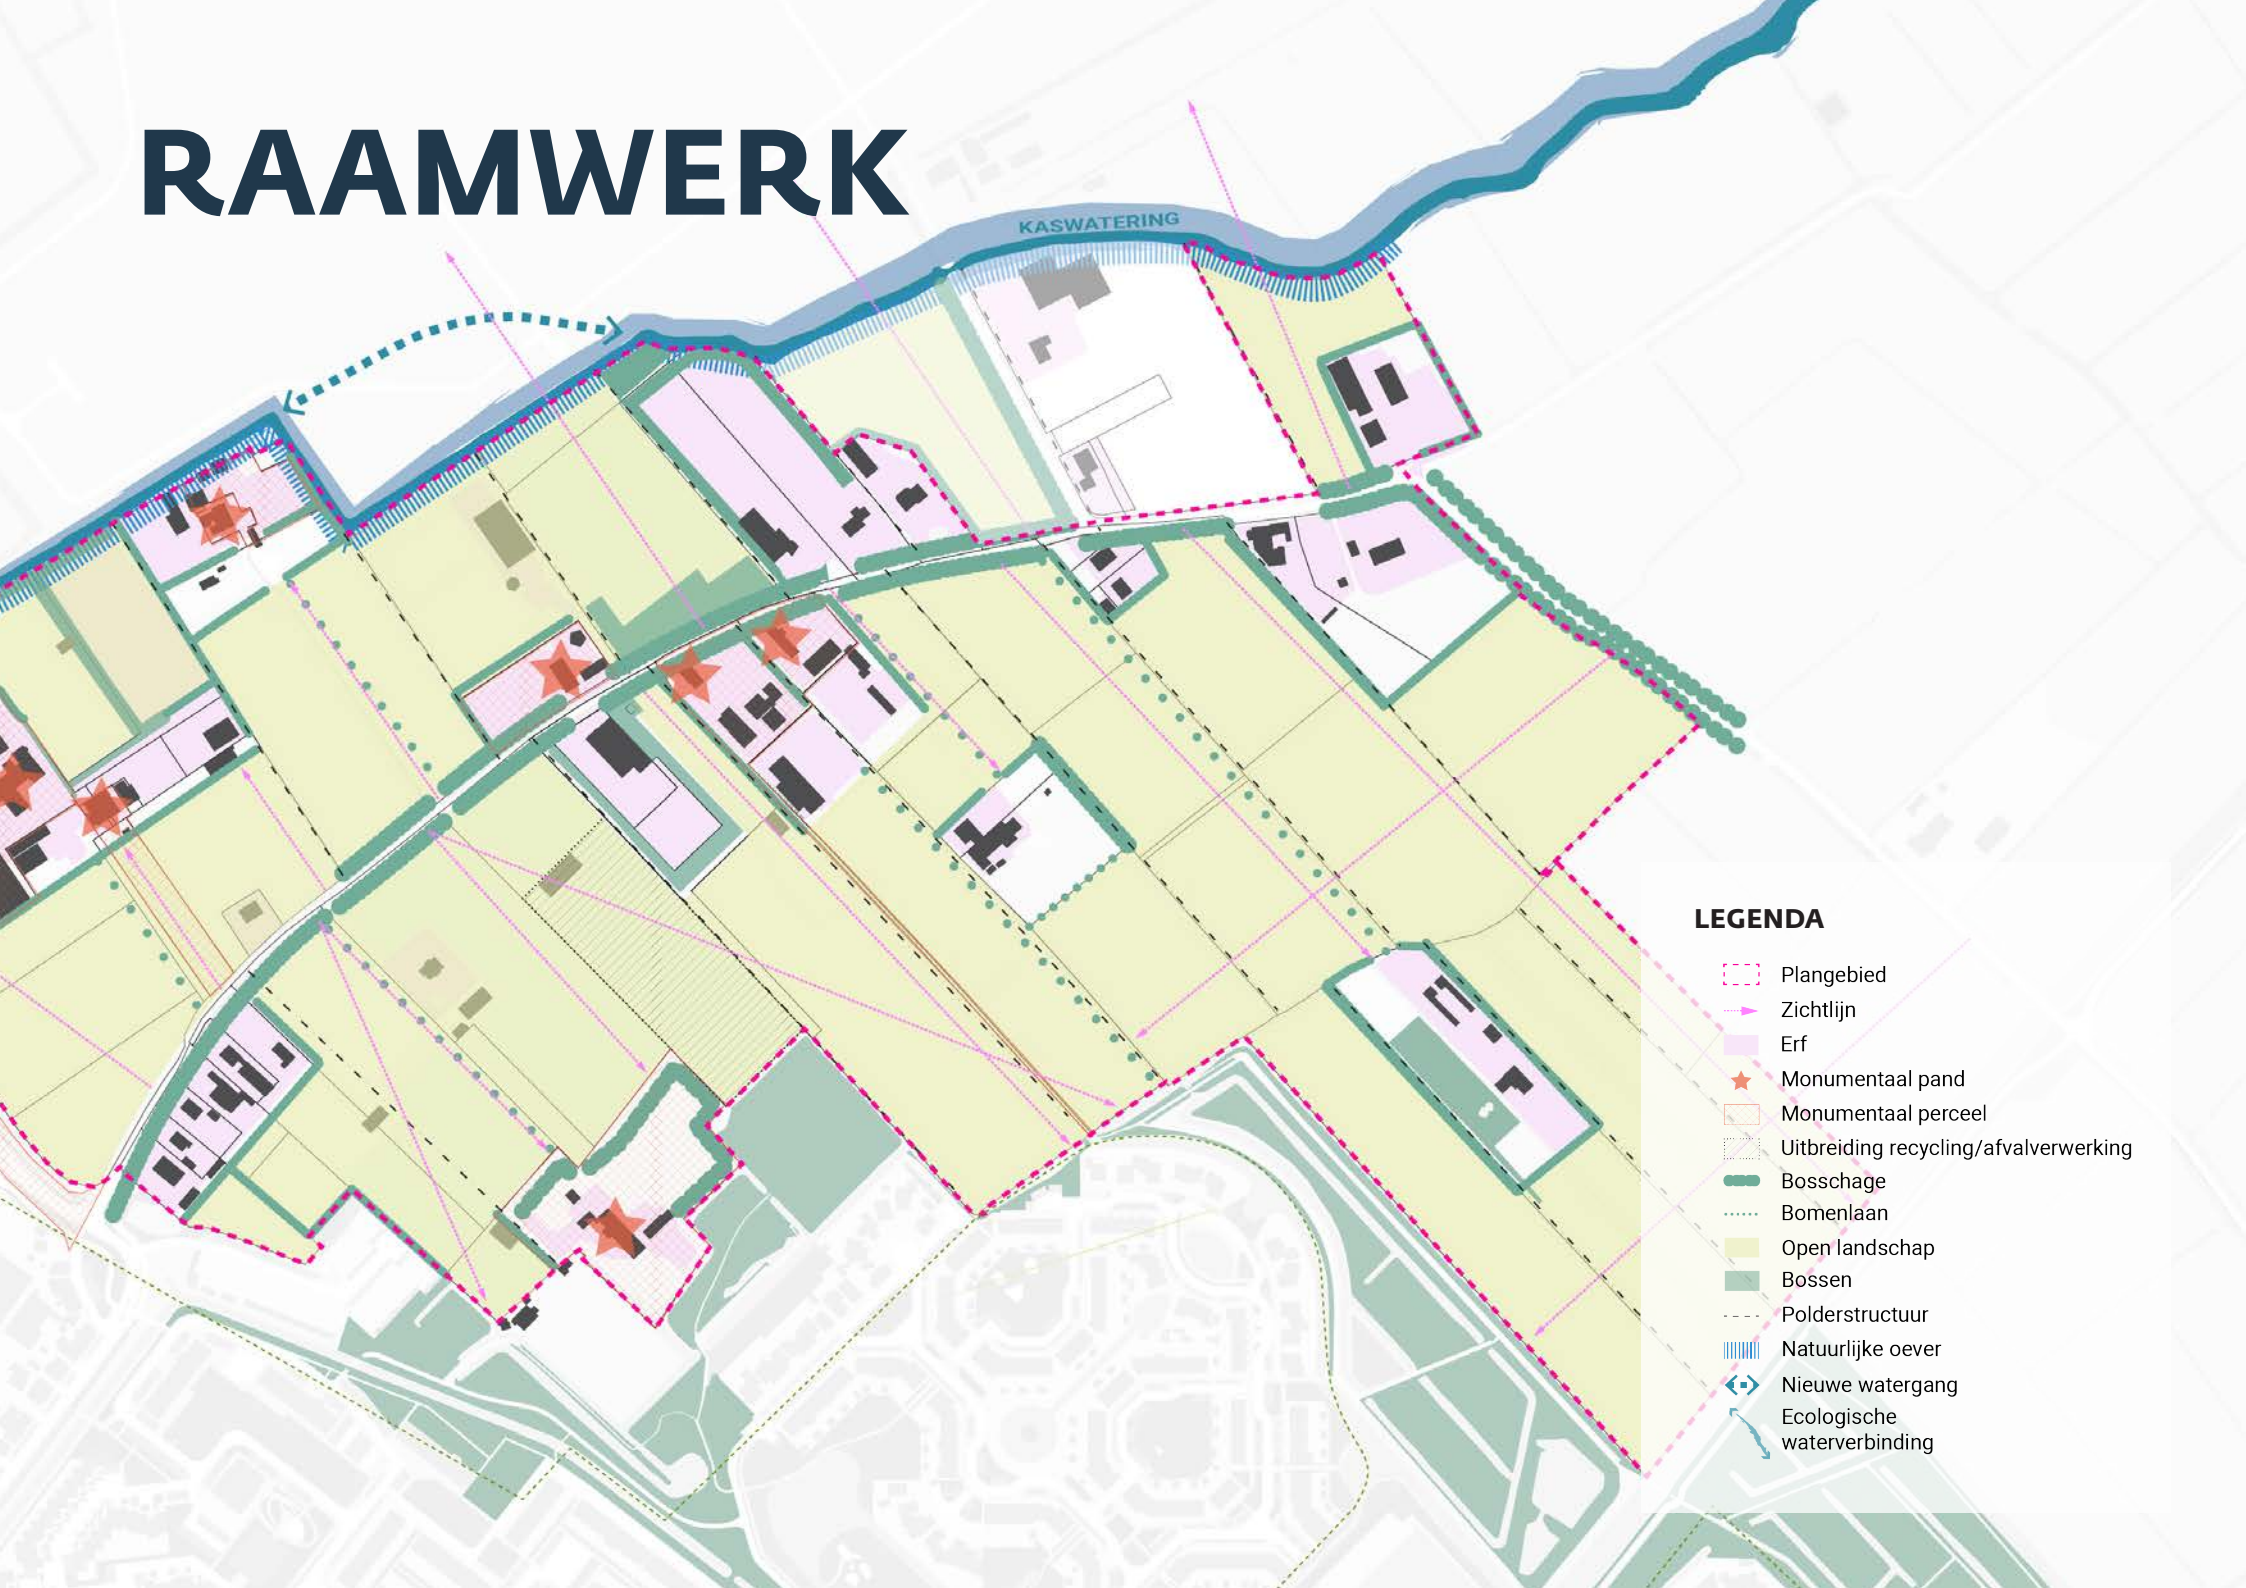 RAAMWERK
KASWATERING
LEGENDA
Plangebied
Zichtlijn
Erf
Monumentaal pand
Monumentaal perceel
Uitbreiding recycling/afvalverwerking
Bosschage
Bomenlaan
Open landschap
Bossen
Polderstructuur
Natuurlijke oever
Nieuwe watergang
Ecologische
waterverbinding